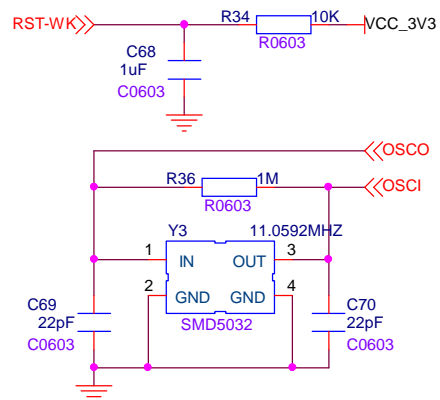 RST-WK
R34
10K
VCC_3V3
R0603
C68
1uF
C0603
OSCO
R36
1M
OSCI
R0603
Y3
11.0592MHZ
1
IN
OUT
3
2
GND
GND
4
SMD5032
C69
22pF
C0603
C70
22pF
C0603